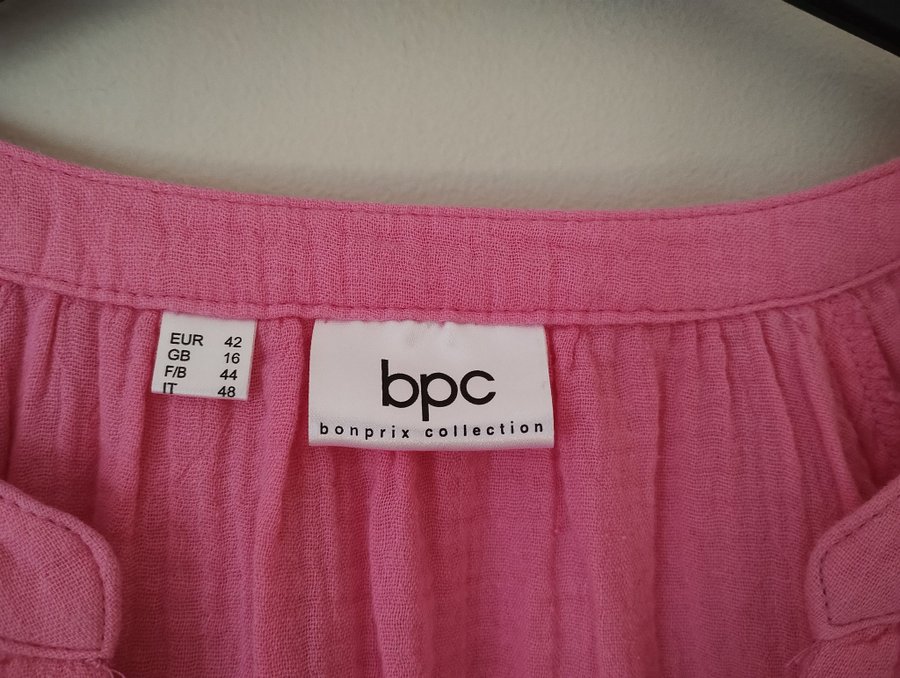 EUR 42
GB 16
F/B 44
IT 48
bpc
bonprix collection